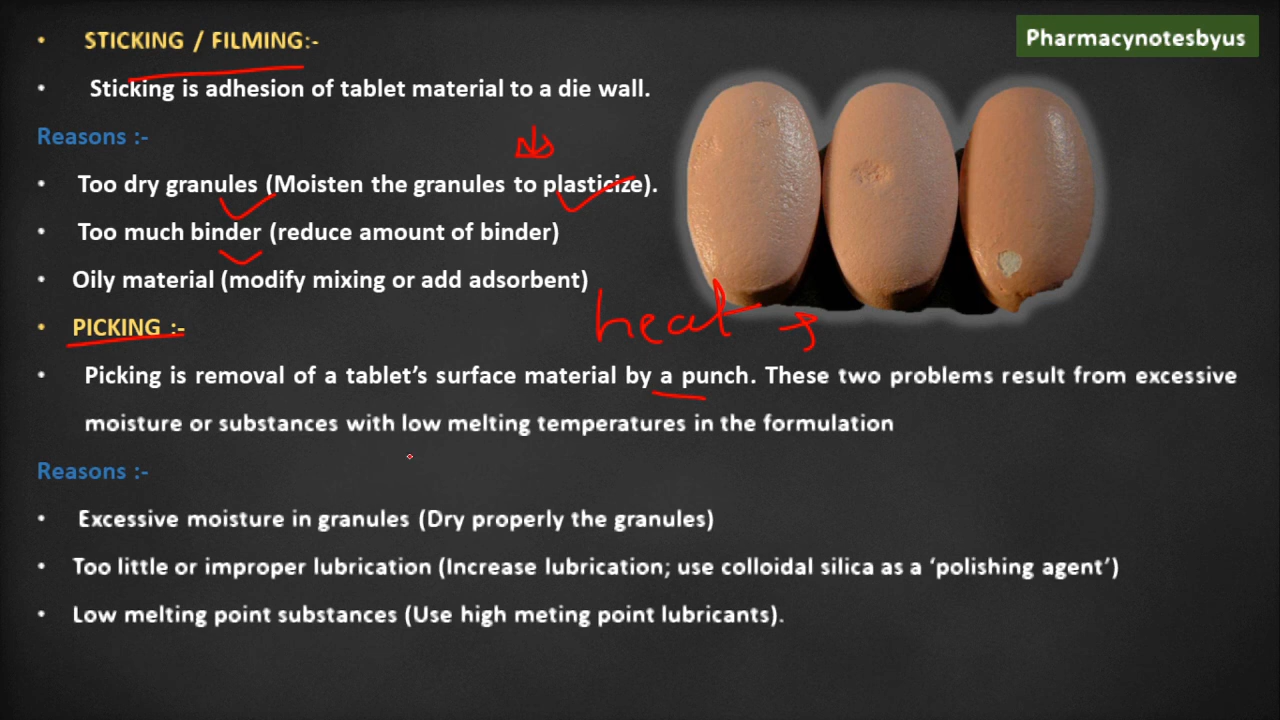 Pharmacynotesbyus
• STICKING / FILMING:-
• Sticking is adhesion of tablet material to a die wall.
Reasons :-
• Too dry granules (Moisten the granules to plasticize).
• Too much binder (reduce amount of binder)
• Oily material (modify mixing or add adsorbent)
heat
• PICKING :-
• Picking is removal of a tablet's surface material by a punch. These two problems result from excessive
moisture or substances with low melting temperatures in the formulation
Reasons :-
• Excessive moisture in granules (Dry properly the granules)
• Too little or improper lubrication (Increase lubrication; use colloidal silica as a ‘polishing agent’)
• Low melting point substances (Use high meting point lubricants).